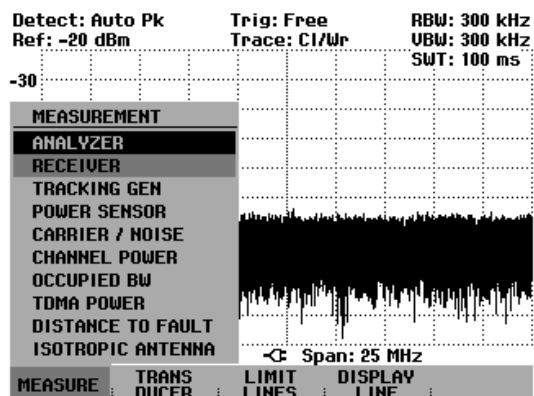 Detect: Auto Pk Trig: Free RBW: 300 kHz
Ref: -20 dBm Trace: Cl/Wr VBW: 300 kHz
SWT: 100 ms
-30
MEASUREMENT
ANALYZER
RECEIVER
TRACKING GEN
POWER SENSOR
CARRIER / NOISE
CHANNEL POWER
OCCUPIED BW
TDMA POWER
DISTANCE TO FAULT
ISOTROPIC ANTENNA
Span: 25 MHz
MEASURE TRANS LIMIT DISPLAY
DUCER LINES LINE